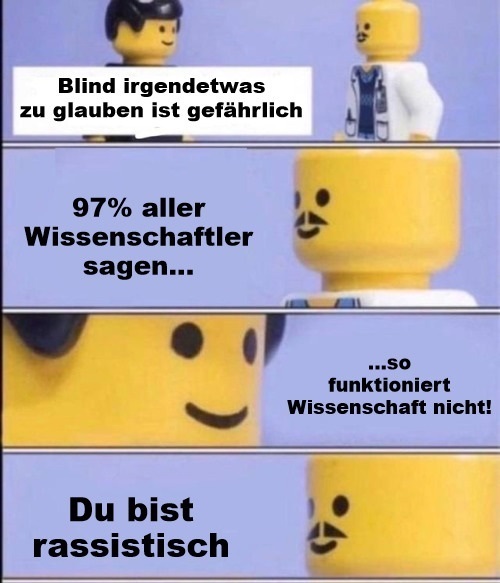 Blind irgendetwas
zu glauben ist gefährlich
97% aller
Wissenschaftler
sagen...
...so
funktioniert
Wissenschaft nicht!
Du bist
rassistisch